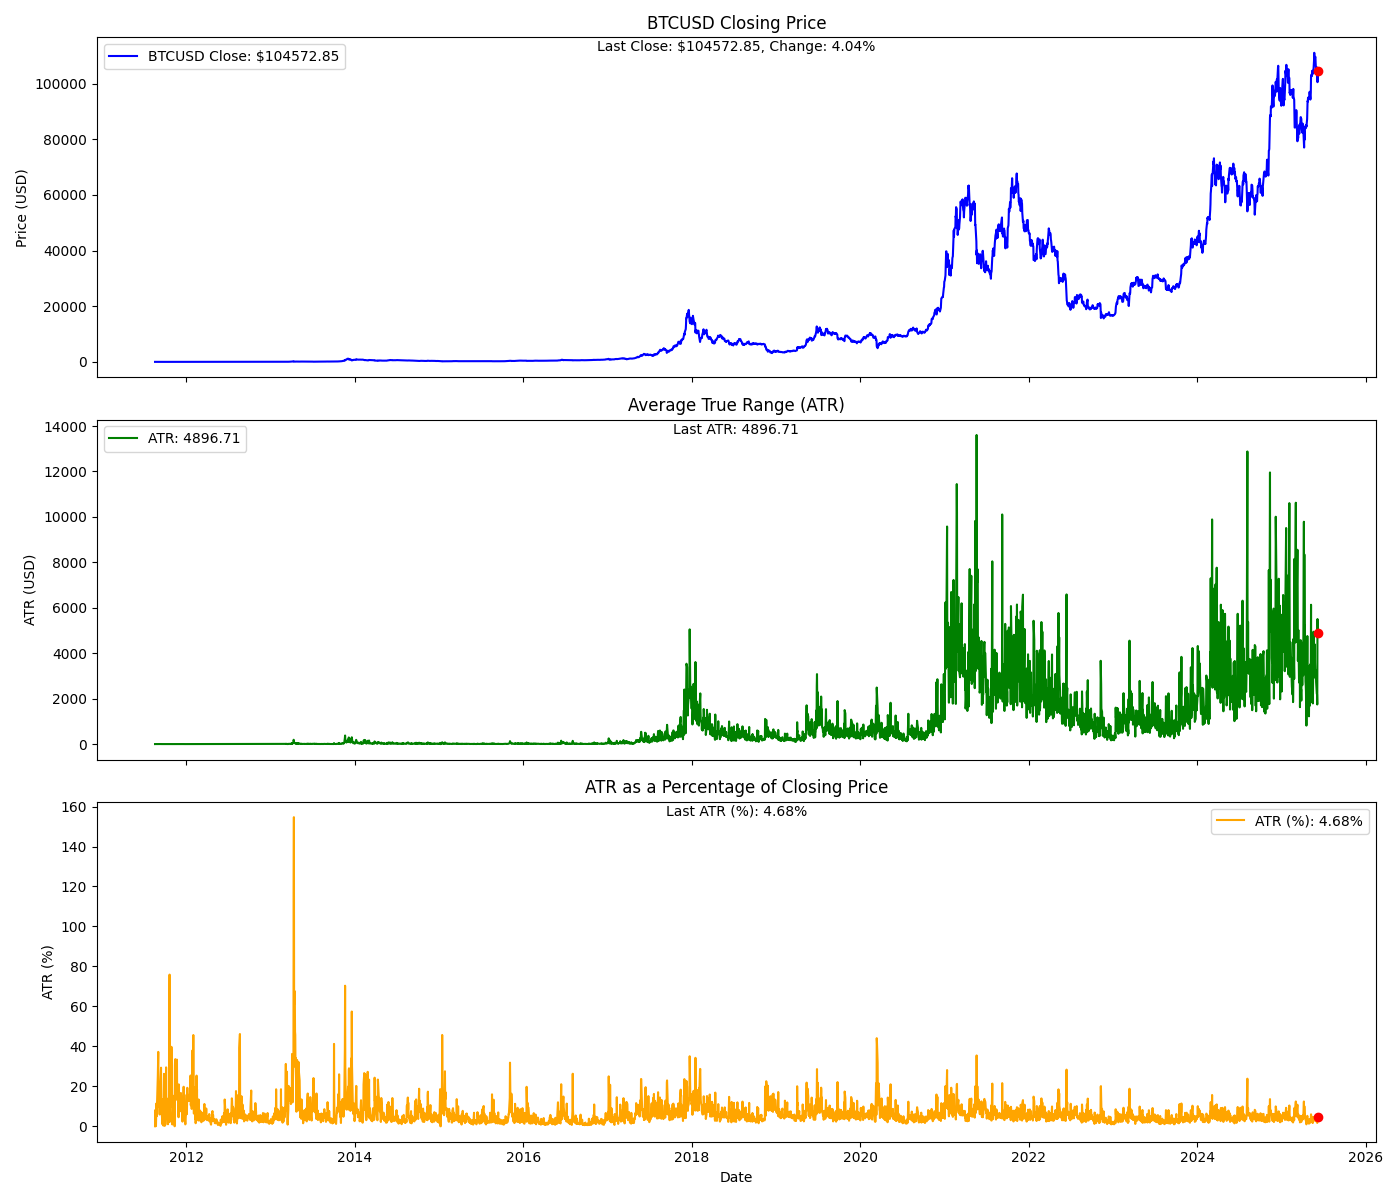 BTCUSD Closing Price
Last Close: $104572.85, Change: 4.04%
BTCUSD Close: $104572.85
100000
80000
60000
40000
20000
0
Price (USD)
Average True Range (ATR)
Last ATR: 4896.71
ATR: 4896.71
14000
12000
10000
8000
6000
4000
2000
0
ATR (USD)
ATR as a Percentage of Closing Price
Last ATR (%): 4.68%
ATR (%): 4.68%
160
140
120
100
80
60
40
20
0
ATR (%)
2012 2014 2016 2018 2020 2022 2024 2026
Date